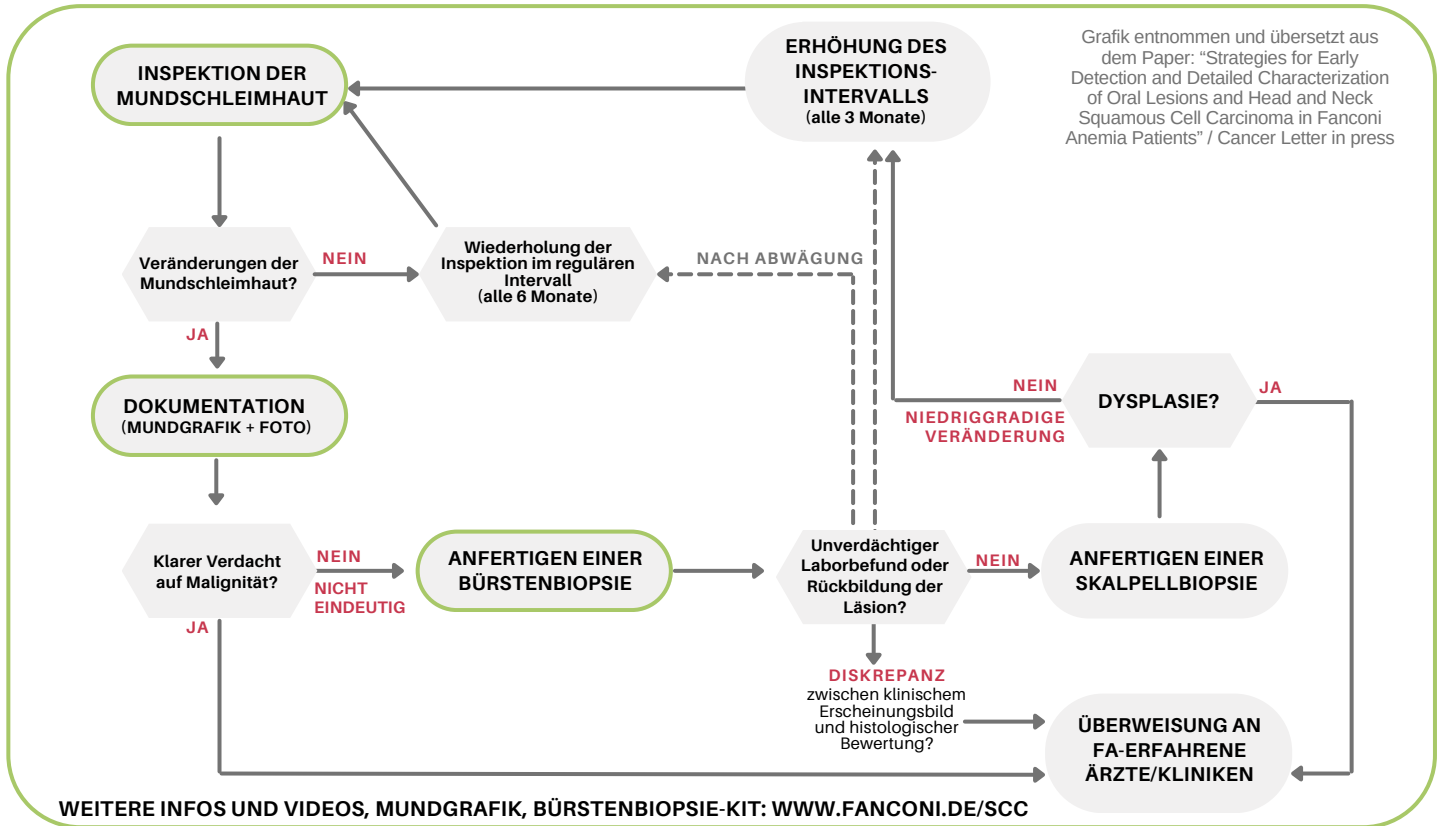 INSPEKTION DER
MUNDSCHLEIMHAUT
ERHÖHUNG DES
INSPEKTIONS-
INTERVALLS
(alle 3 Monate)
Grafik entnommen und übersetzt aus
dem Paper: “Strategies for Early
Detection and Detailed Characterization
of Oral Lesions and Head and Neck
Squamous Cell Carcinoma in Fanconi
Anemia Patients” / Cancer Letter in press
Veränderungen der
Mundschleimhaut?
NEIN
Wiederholung der
Inspektion im regulären
Intervall
(alle 6 Monate)
NACH ABWÄGUNG
JA
DOKUMENTATION
(MUNDGRAFIK + FOTO)
NEIN
NIEDRIGGRADIGE
VERÄNDERUNG
DYSPLASIE?
JA
Klarer Verdacht
auf Malignität?
NEIN
NICHT
EINDEUTIG
JA
ANFERTIGEN EINER
BÜRSTENBIOPSIE
Unverdächtiger
Laborbefund oder
Rückbildung der
Läsion?
NEIN
ANFERTIGEN EINER
SKALPELLBIOPSIE
DISKREPANZ
zwischen klinischem
Erscheinungsbild
und histologischer
Bewertung?
ÜBERWEISUNG AN
FA-ERFAHRENE
ÄRZTE/KLINIKEN
WEITERE INFOS UND VIDEOS, MUNDGRAFIK, BÜRSTENBIOPSIE-KIT: WWW.FANCONI.DE/SCC